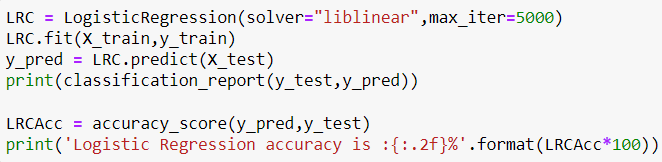 LRC = LogisticRegression(solver="liblinear",max_iter=5000)
LRC.fit(X_train,y_train)
y_pred = LRC.predict(X_test)
print(classification_report(y_test,y_pred))
LRCAcc = accuracy_score(y_pred,y_test)
print('Logistic Regression accuracy is :{:.2f}%'.format(LRCAcc*100))